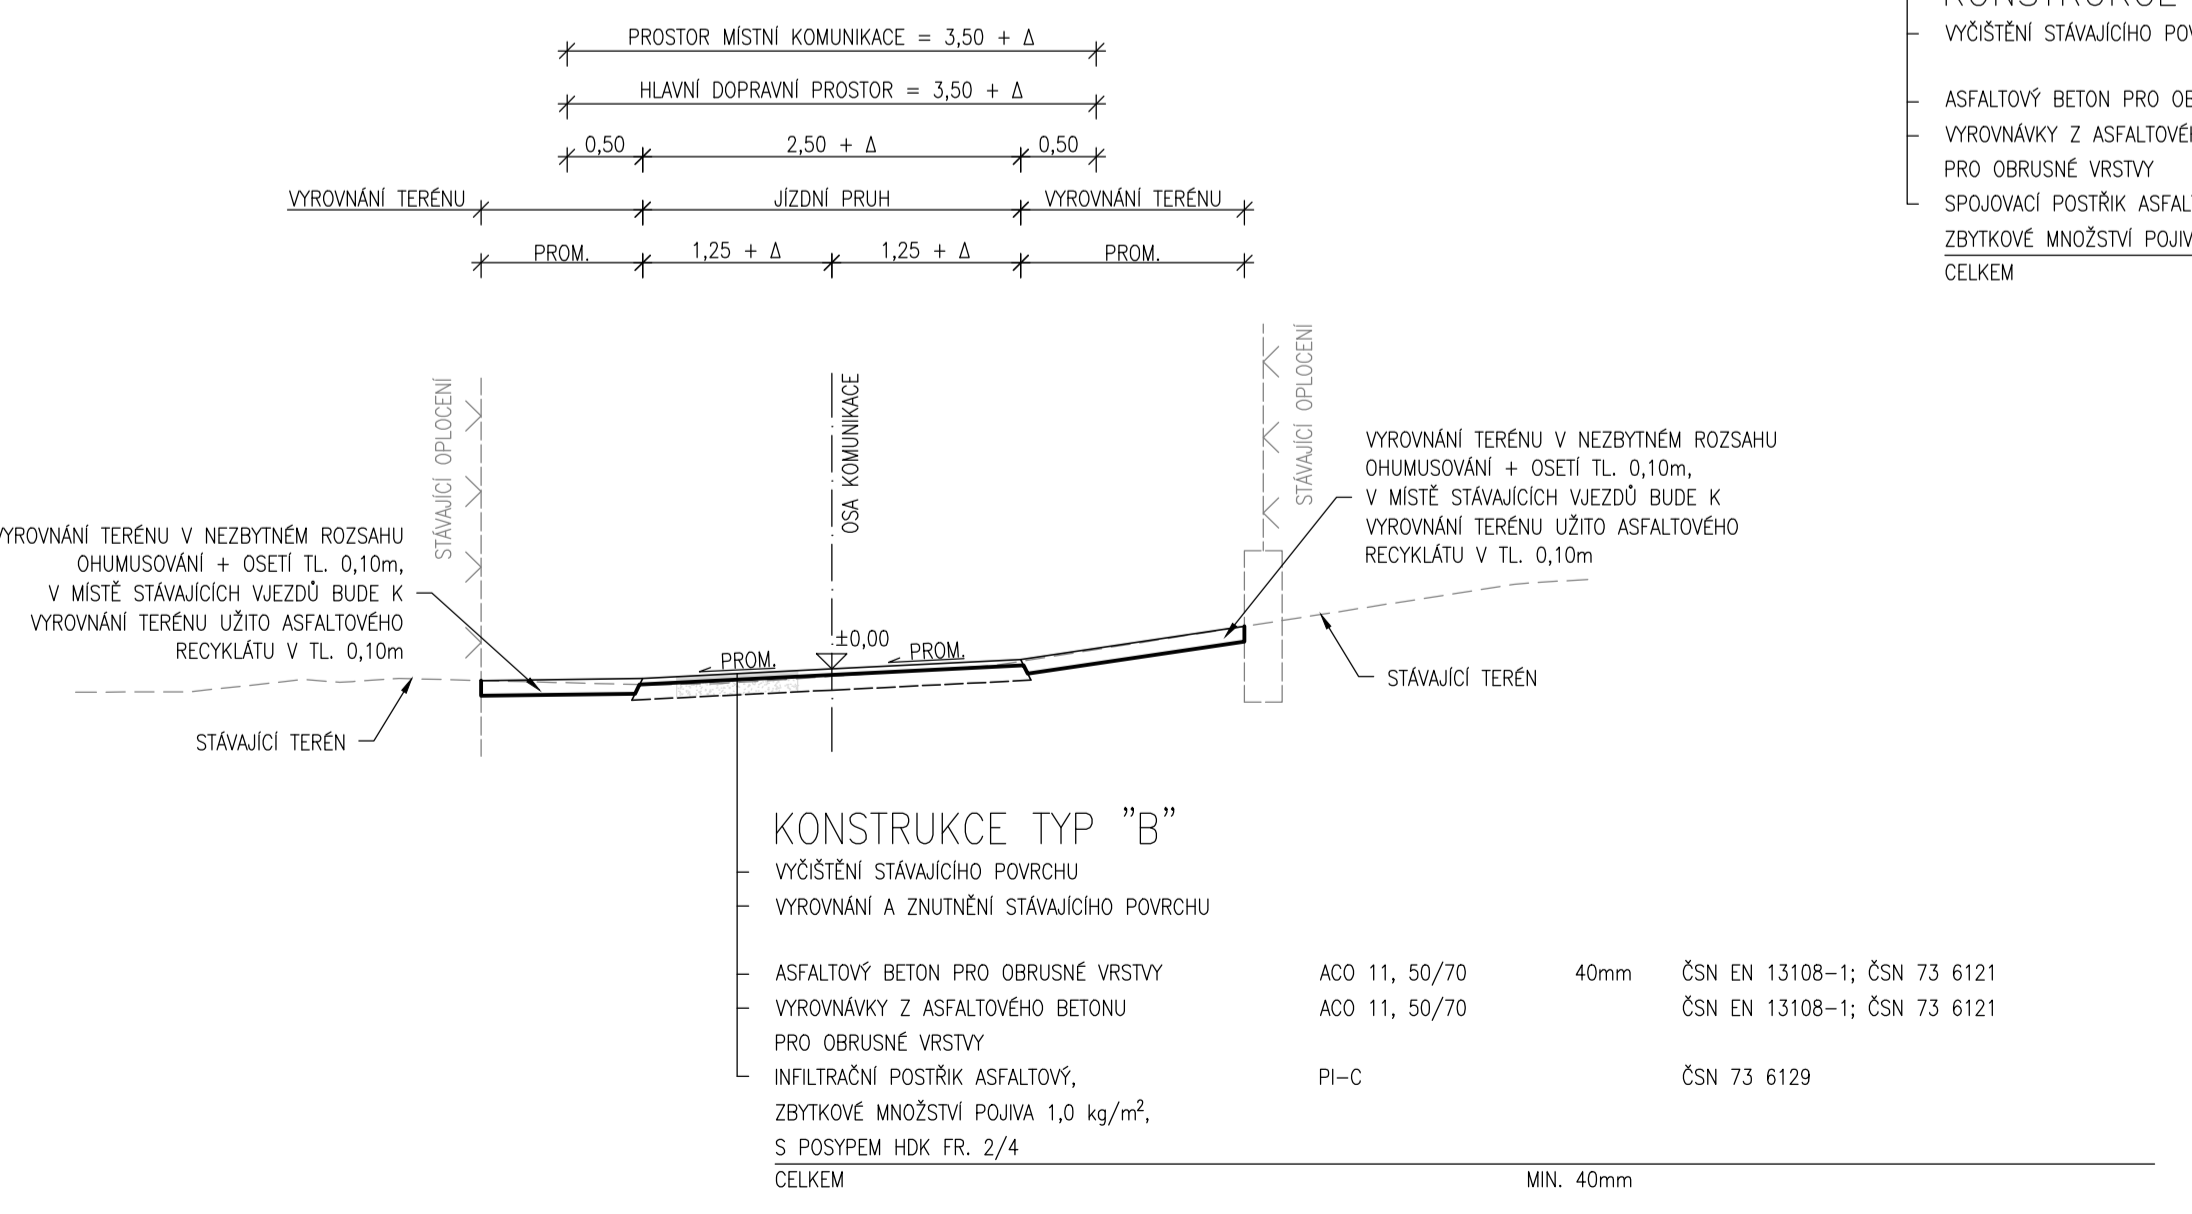 PROSTOR MÍSTNÍ KOMUNIKACE = 3,50 + Δ
HLAVNÍ DOPRAVNÍ PROSTOR = 3,50 + Δ
0,50 2,50 + Δ 0,50
VYROVNÁNÍ TERÉNU JÍZDNÍ PRUH VYROVNÁNÍ TERÉNU
PROM. 1,25 + Δ 1,25 + Δ PROM.
VYČIŠTĚNÍ STÁVAJÍCÍHO
ASFALTOVÝ BETON PRO
VYROVNÁVKY Z
PRO OBRUSNÉ VRSTVY
SPOJOVACÍ POSTŘIK
ZBYTKOVÉ MNOŽSTVÍ
CELKEM
STÁVAJÍCÍ OPLOCENÍ
OSA KOMUNIKACE
STÁVAJÍCÍ OPLOCENÍ
VYROVNÁNÍ TERÉNU V NEZBYTNÉM ROZSAHU
OHUMUSOVÁNÍ + OSETÍ TL. 0,10m,
V MÍSTĚ STÁVAJÍCÍCH VJEZDŮ BUDE K
VYROVNÁNÍ TERÉNU UŽITO ASFALTOVÉHO
RECYKLÁTU V TL. 0,10m
VYROVNÁNÍ TERÉNU V NEZBYTNÉM ROZSAHU
OHUMUSOVÁNÍ + OSETÍ TL. 0,10m,
V MÍSTĚ STÁVAJÍCÍCH VJEZDŮ BUDE K
VYROVNÁNÍ TERÉNU UŽITO ASFALTOVÉHO
RECYKLÁTU V TL. 0,10m
±0,00
PROM. PROM.
STÁVAJÍCÍ TERÉN
STÁVAJÍCÍ TERÉN
KONSTRUKCE TYP "B"
VYČIŠTĚNÍ STÁVAJÍCÍHO POVRCHU
VYROVNÁNÍ A ZNUTNĚNÍ STÁVAJÍCÍHO POVRCHU
ASFALTOVÝ BETON PRO OBRUSNÉ VRSTVY ACO 11, 50/70 40mm ČSN EN 13108-1; ČSN 73 6121
VYROVNÁVKY Z ASFALTOVÉHO BETONU ACO 11, 50/70 ČSN EN 13108-1; ČSN 73 6121
PRO OBRUSNÉ VRSTVY
INFILTRAČNÍ POSTŘIK ASFALTOVÝ, PI-C ČSN 73 6129
ZBYTKOVÉ MNOŽSTVÍ POJIVA 1,0 kg/m²,
S POSYPEM HDK FR. 2/4
CELKEM MIN. 40mm